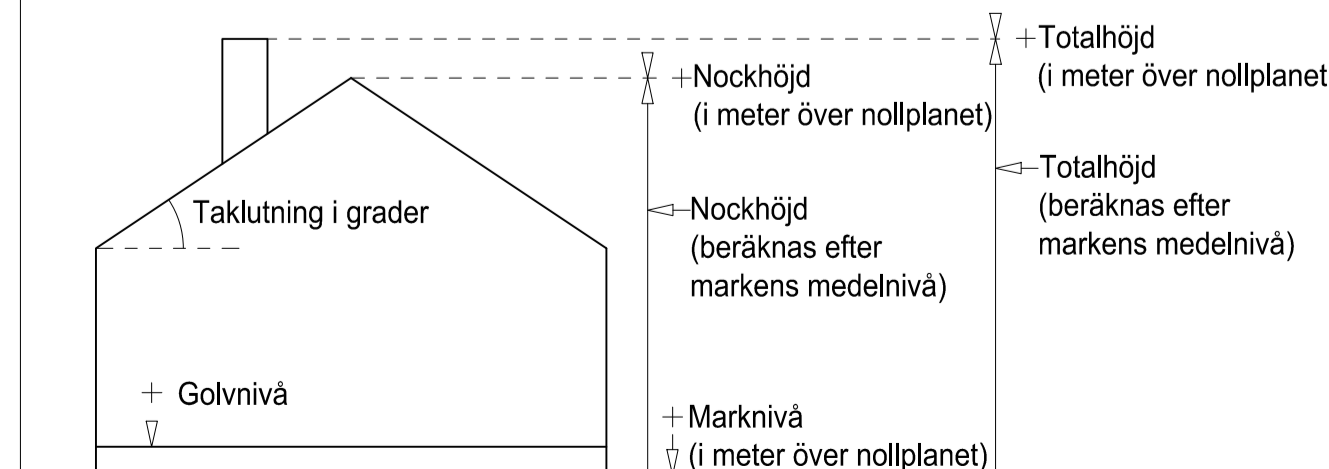 +Totalhöjd
(i meter över nollplanet
+Nockhöjd
(i meter över nollplanet)
Totalhöjd
(beräknas efter
markens medelnivå)
Taklutning i grader
Nockhöjd
(beräknas efter
markens medelnivå)
+ Golvnivå
+Marknivå
(i meter över nollplanet)